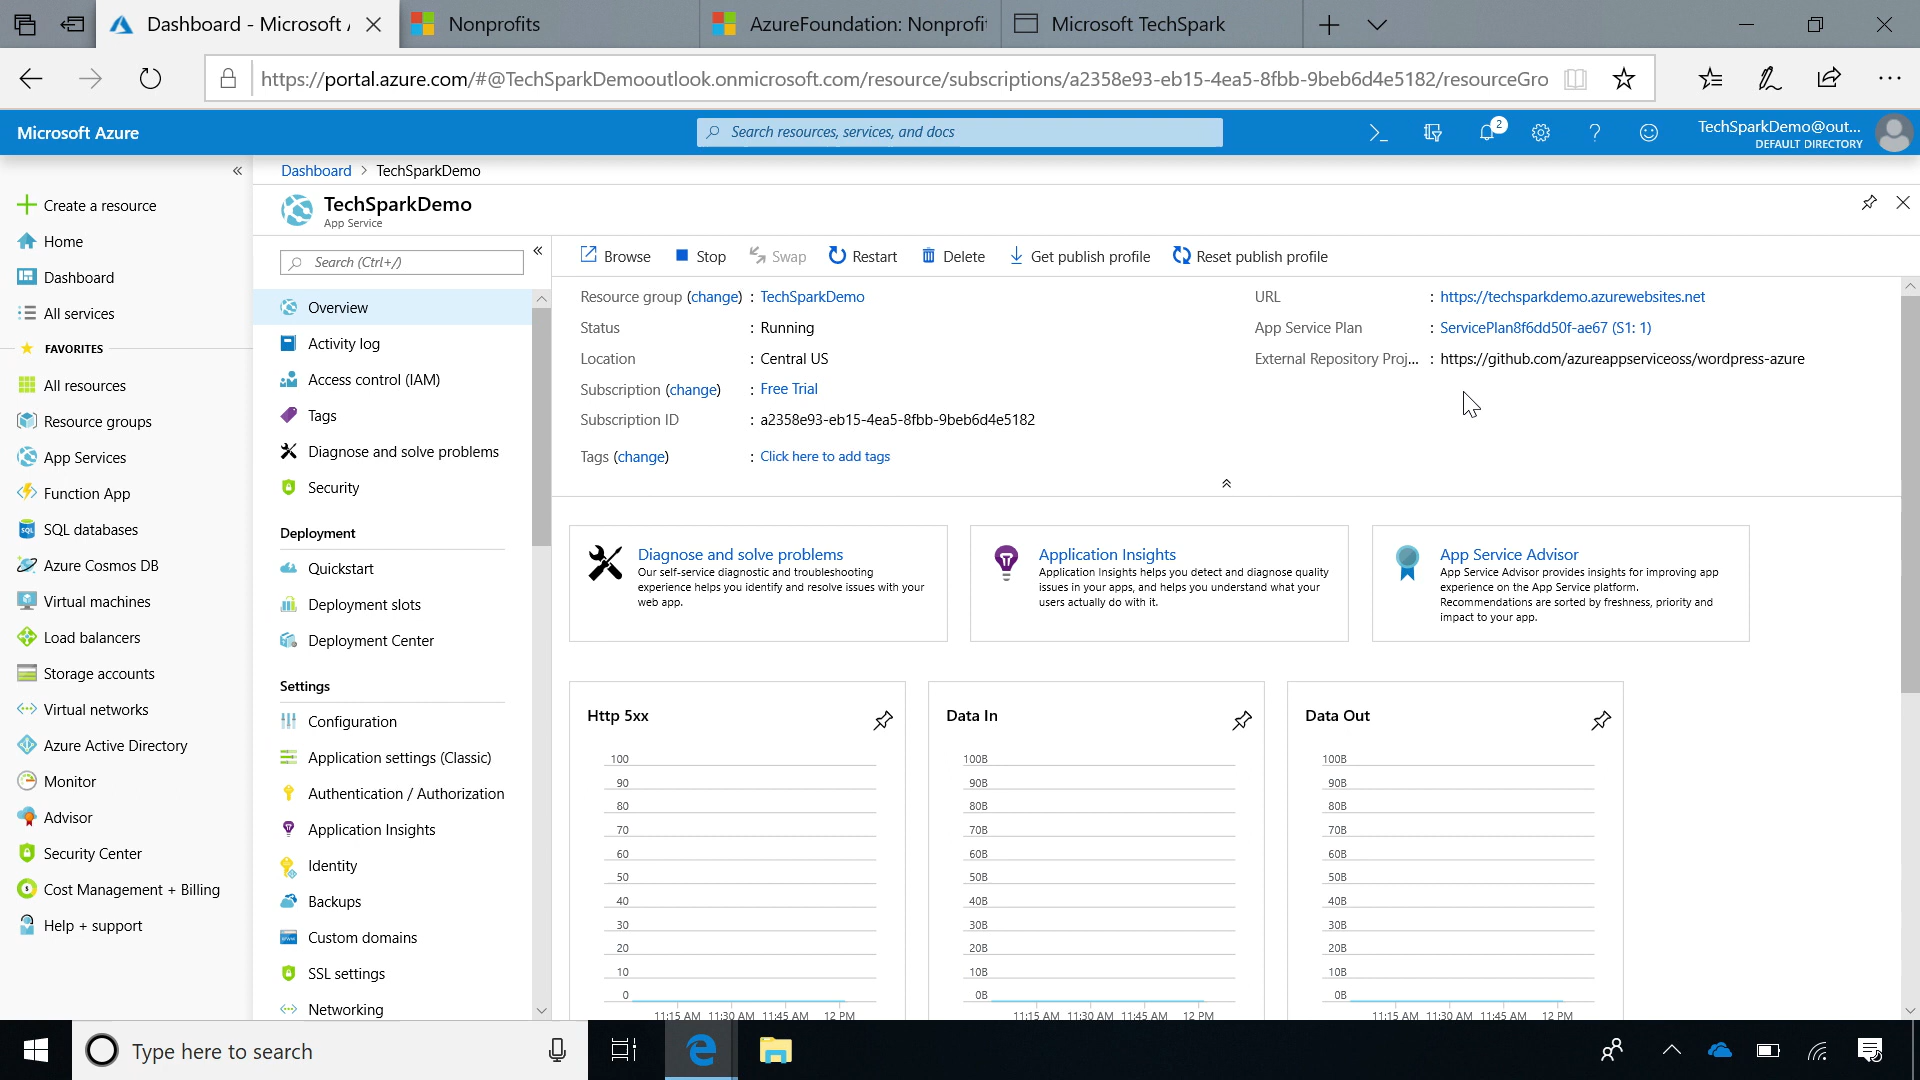 Dashboard - Microsoft A
Nonprofits
AzureFoundation: Nonprofit
Microsoft TechSpark
https://portal.azure.com/#@TechSparkDemooutlook.onmicrosoft.com/resource/subscriptions/a2358e93-eb15-4ea5-8fbb-9beb6d4e5182/resourceGro
Microsoft Azure
Search resources, services, and docs
2
TechSparkDemo@out...
DEFAULT DIRECTORY
Create a resource
Home
Dashboard
All services
FAVORITES
All resources
Resource groups
App Services
Function App
SQL databases
Azure Cosmos DB
Virtual machines
Load balancers
Storage accounts
Virtual networks
Azure Active Directory
Monitor
Advisor
Security Center
Cost Management + Billing
Help + support
Dashboard > TechSparkDemo
TechSparkDemo
App Service
Search (Ctrl+/)
Overview
Activity log
Access control (IAM)
Tags
Diagnose and solve problems
Security
Deployment
Quickstart
Deployment slots
Deployment Center
Settings
Configuration
Application settings (Classic)
Authentication / Authorization
Application Insights
Identity
Backups
Custom domains
SSL settings
Networking
Browse Stop Swap Restart Delete Get publish profile Reset publish profile
Resource group (change) : TechSparkDemo
Status : Running
Location : Central US
Subscription (change) : Free Trial
Subscription ID : a2358e93-eb15-4ea5-8fbb-9beb6d4e5182
Tags (change) : Click here to add tags
URL : https://techsparkdemo.azurewebsites.net
App Service Plan : ServicePlan8f6dd50f-ae67 (S1: 1)
External Repository Proj... : https://github.com/azureappserviceoss/wordpress-azure
Diagnose and solve problems
Our self-service diagnostic and troubleshooting
experience helps you identify and resolve issues with your
web app.
Application Insights
Application Insights helps you detect and diagnose quality
issues in your apps, and helps you understand what your
users actually do with it.
App Service Advisor
App Service Advisor provides insights for improving app
experience on the App Service platform.
Recommendations are sorted by freshness, priority and
impact to your app.
Http 5xx
100
90
80
70
60
50
40
30
20
10
0
11:15 AM 11:30 AM 11:45 AM 12 PM
Data In
100B
90B
80B
70B
60B
50B
40B
30B
20B
10B
0B
11:15 AM 11:30 AM 11:45 AM 12 PM
Data Out
100B
90B
80B
70B
60B
50B
40B
30B
20B
10B
0B
11:15 AM 11:30 AM 11:45 AM 12 PM
Type here to search